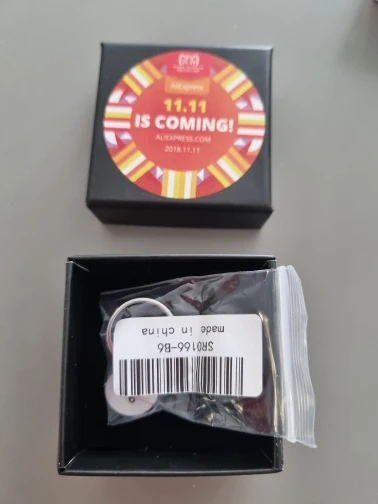 AliExpress
11.11
IS COMING!
ALIEXPRESS.COM
2018.11.11
SR0166-B6
made in china